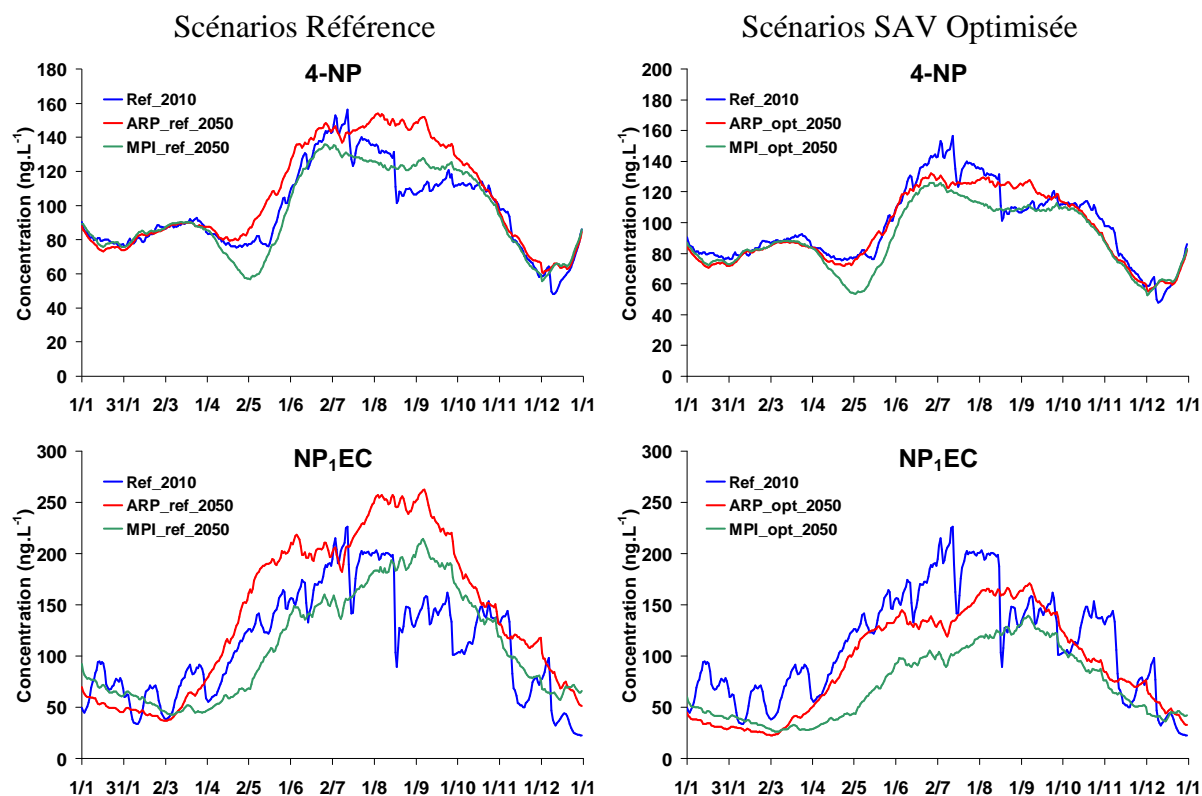 Scénarios Référence
Scénarios SAV Optimisée
4-NP
Concentration (ng.L⁻¹)
180
160
140
120
100
80
60
40
20
0
Ref_2010
ARP_ref_2050
MPI_ref_2050
1/1 31/1 2/3 1/4 2/5 1/6 2/7 1/8 1/9 1/10 1/11 1/12 1/1
4-NP
Concentration (ng.L⁻¹)
200
180
160
140
120
100
80
60
40
20
0
Ref_2010
ARP_opt_2050
MPI_opt_2050
1/1 31/1 2/3 1/4 2/5 1/6 2/7 1/8 1/9 1/10 1/11 1/12 1/1
NP₁EC
Concentration (ng.L⁻¹)
300
250
200
150
100
50
0
Ref_2010
ARP_ref_2050
MPI_ref_2050
1/1 31/1 2/3 1/4 2/5 1/6 2/7 1/8 1/9 1/10 1/11 1/12 1/1
NP₁EC
Concentration (ng.L⁻¹)
300
250
200
150
100
50
0
Ref_2010
ARP_opt_2050
MPI_opt_2050
1/1 31/1 2/3 1/4 2/5 1/6 2/7 1/8 1/9 1/10 1/11 1/12 1/1